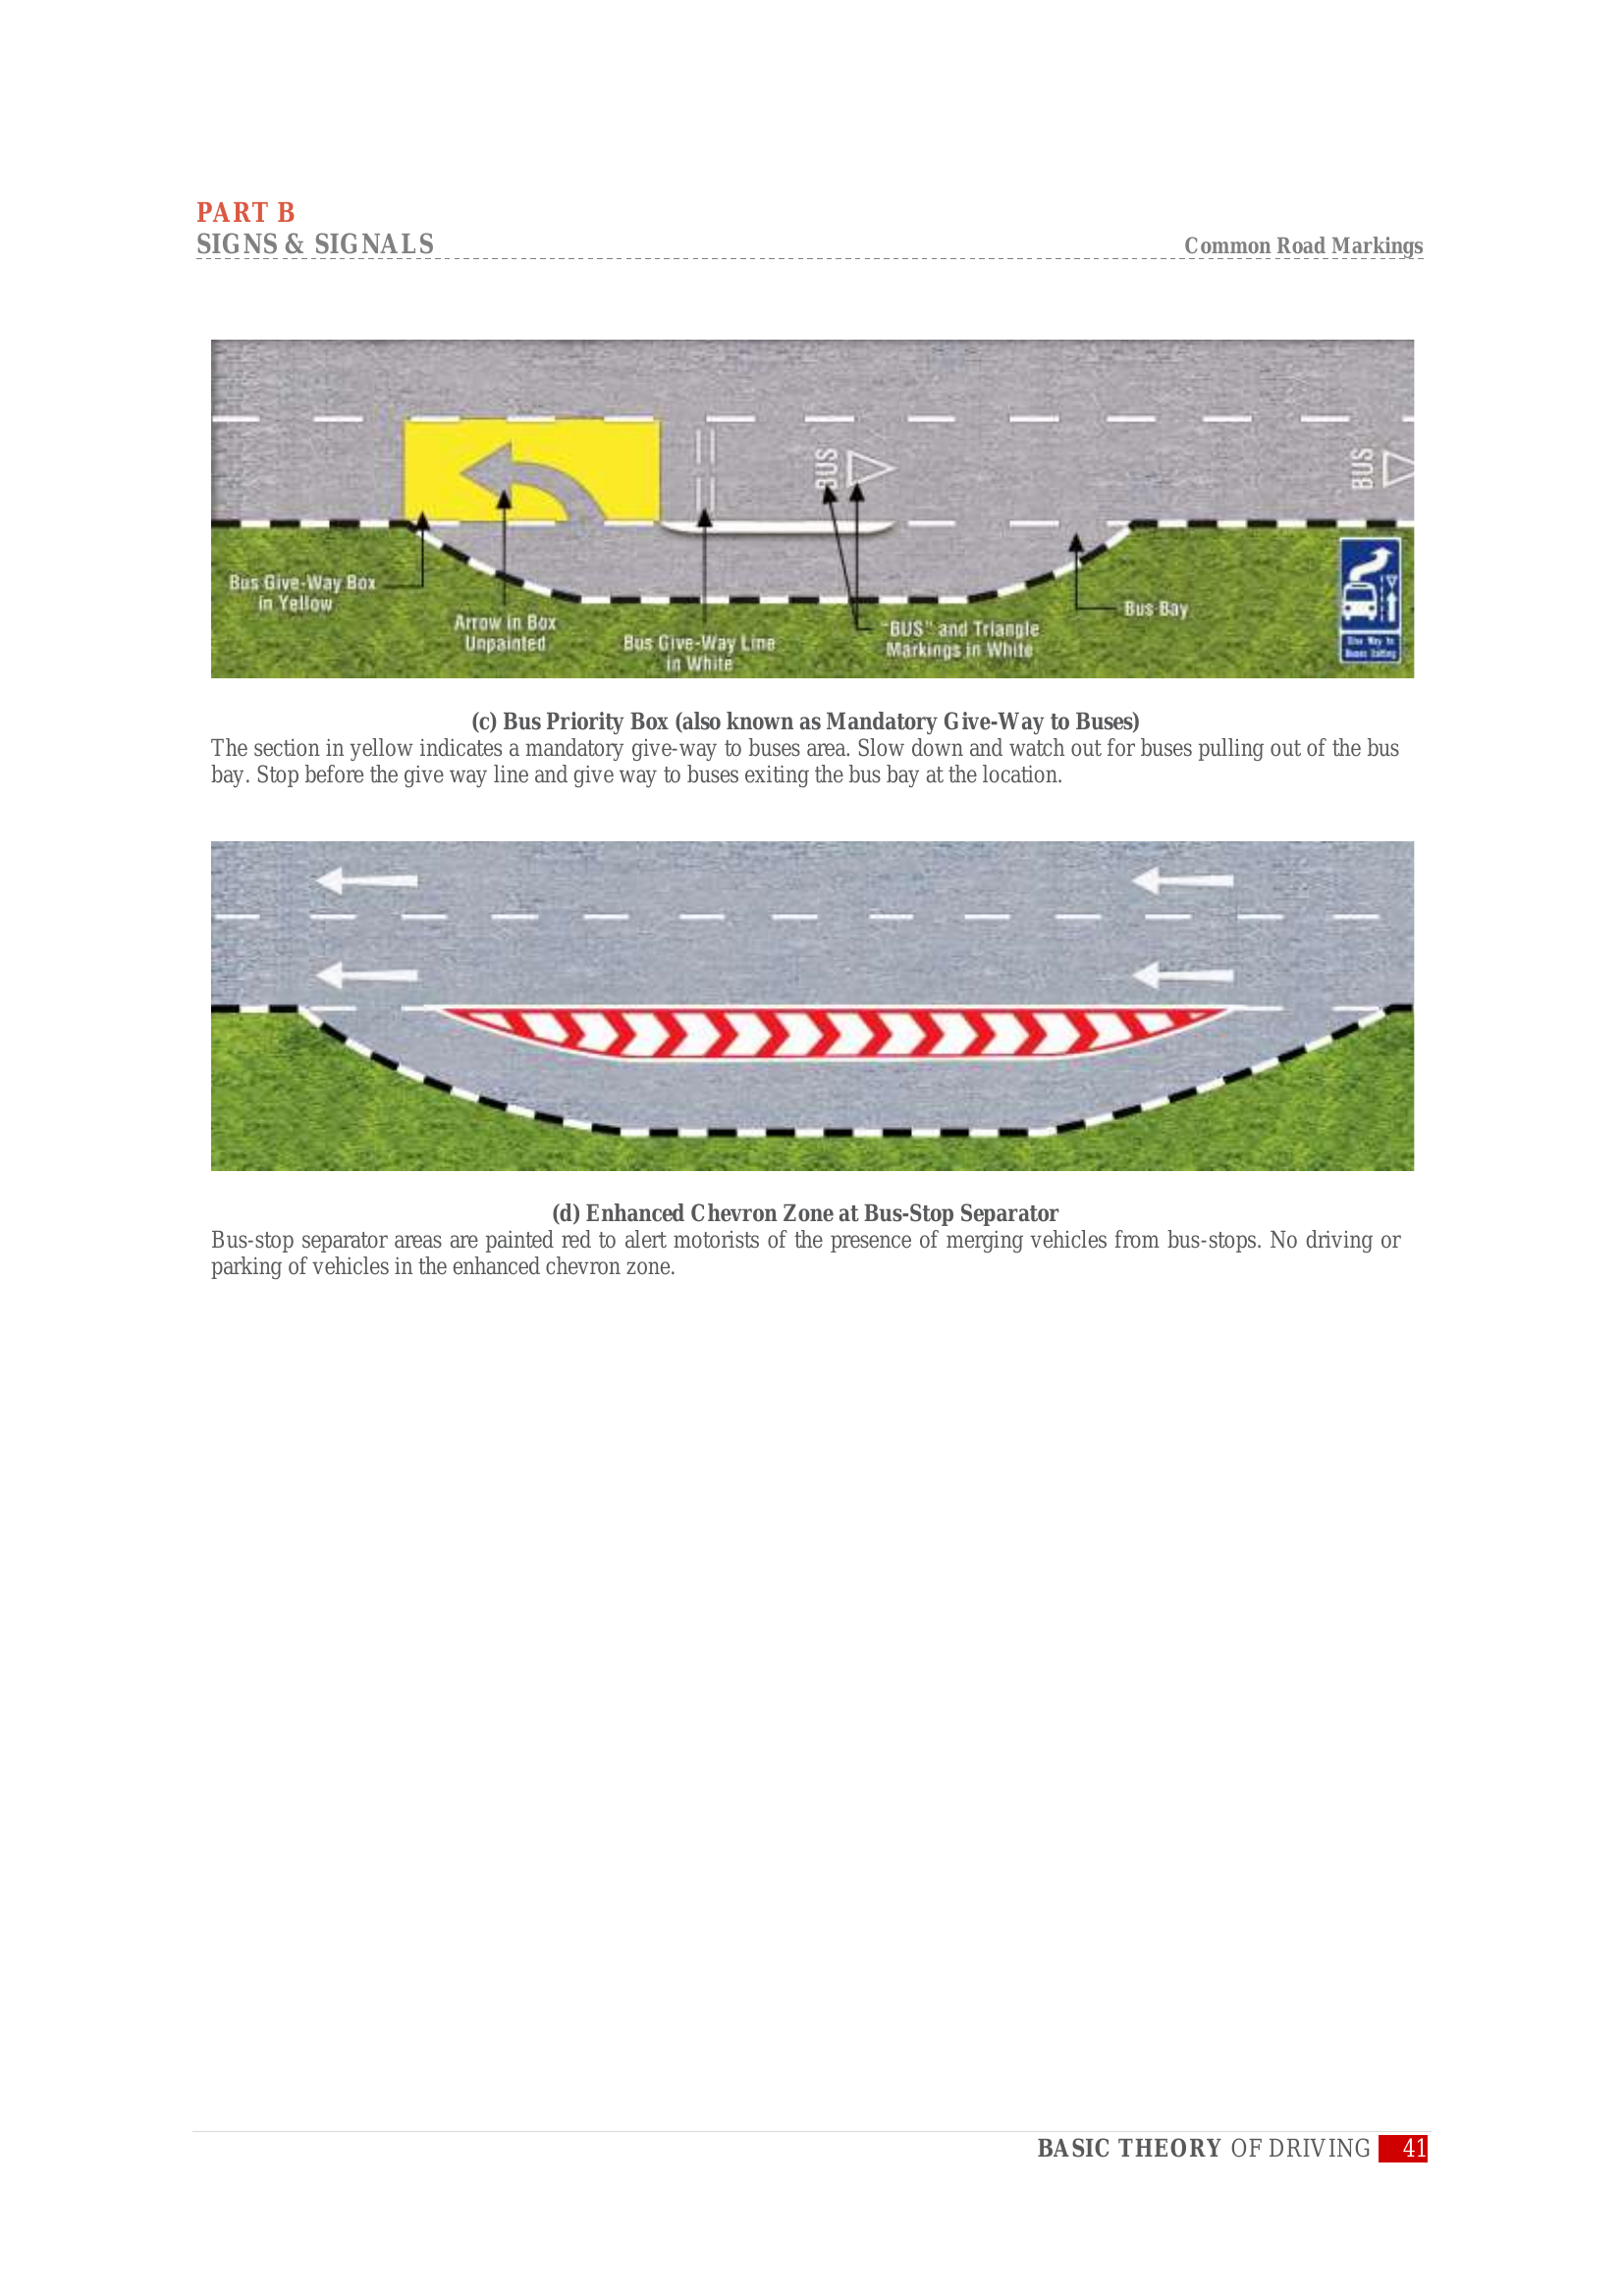 PART B
SIGNS & SIGNALS
Common Road Markings
BUS
BUS
Bus Give-Way Box
in Yellow
Arrow in Box
Unpainted
Bus Give-Way Line
in White
"BUS" and Triangle
Markings in White
Bus Bay
Give Way to
Buses Exiting
(c) Bus Priority Box (also known as Mandatory Give-Way to Buses)
The section in yellow indicates a mandatory give-way to buses area. Slow down and watch out for buses pulling out of the bus
bay. Stop before the give way line and give way to buses exiting the bus bay at the location.
(d) Enhanced Chevron Zone at Bus-Stop Separator
Bus-stop separator areas are painted red to alert motorists of the presence of merging vehicles from bus-stops. No driving or
parking of vehicles in the enhanced chevron zone.
BASIC THEORY OF DRIVING 41